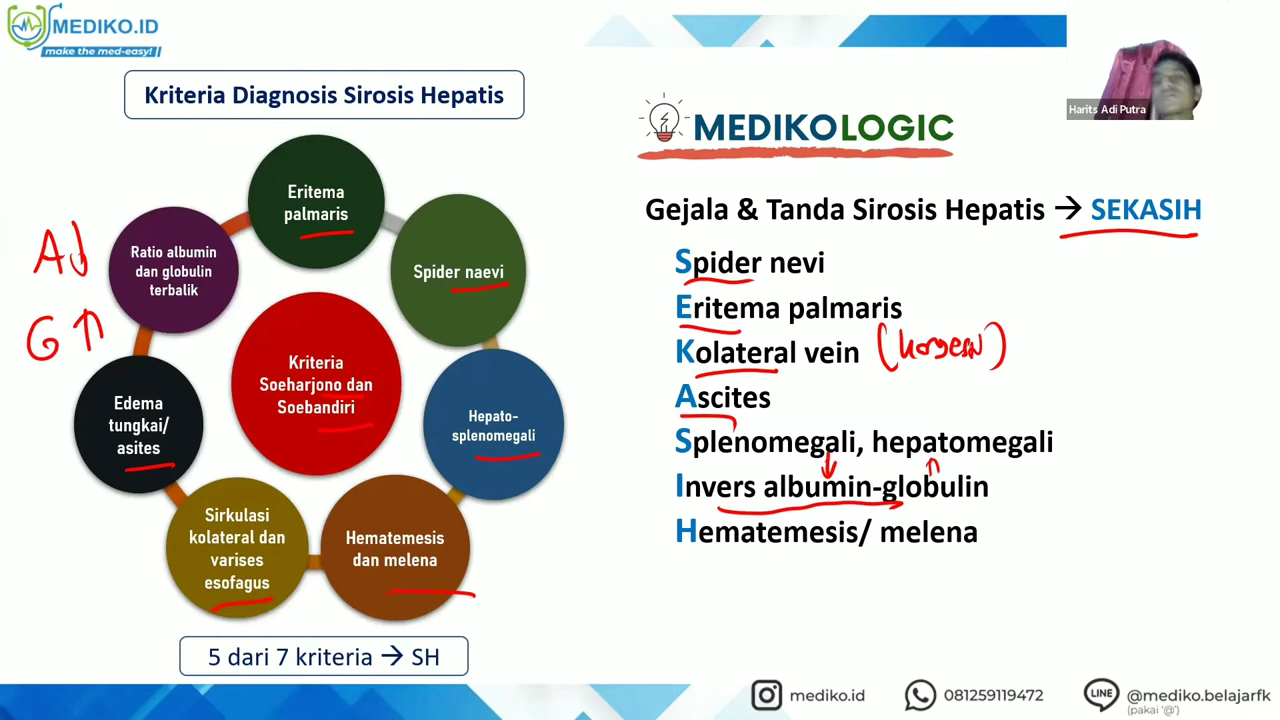 MEDIKO.ID
make the med-easy!
Kriteria Diagnosis Sirosis Hepatis
Eritema
palmaris
Spider naevi
Hepato-
splenomegali
Hematemesis
dan melena
Sirkulasi
kolateral dan
varises
esofagus
Edema
tungkai/
asites
Ratio albumin
dan globulin
terbalik
Kriteria
Soeharjono dan
Soebandiri
A↓
G↑
5 dari 7 kriteria → SH
Harits Adi Putra
MEDIKOLOGIC
Gejala & Tanda Sirosis Hepatis → SEKASIH
Spider nevi
Eritema palmaris
Kolateral vein
Ascites
Splenomegali, hepatomegali
Invers albumin-globulin
Hematemesis/ melena
mediko.id
081259119472
LINE
@mediko.belajarfk
(pakai '@')